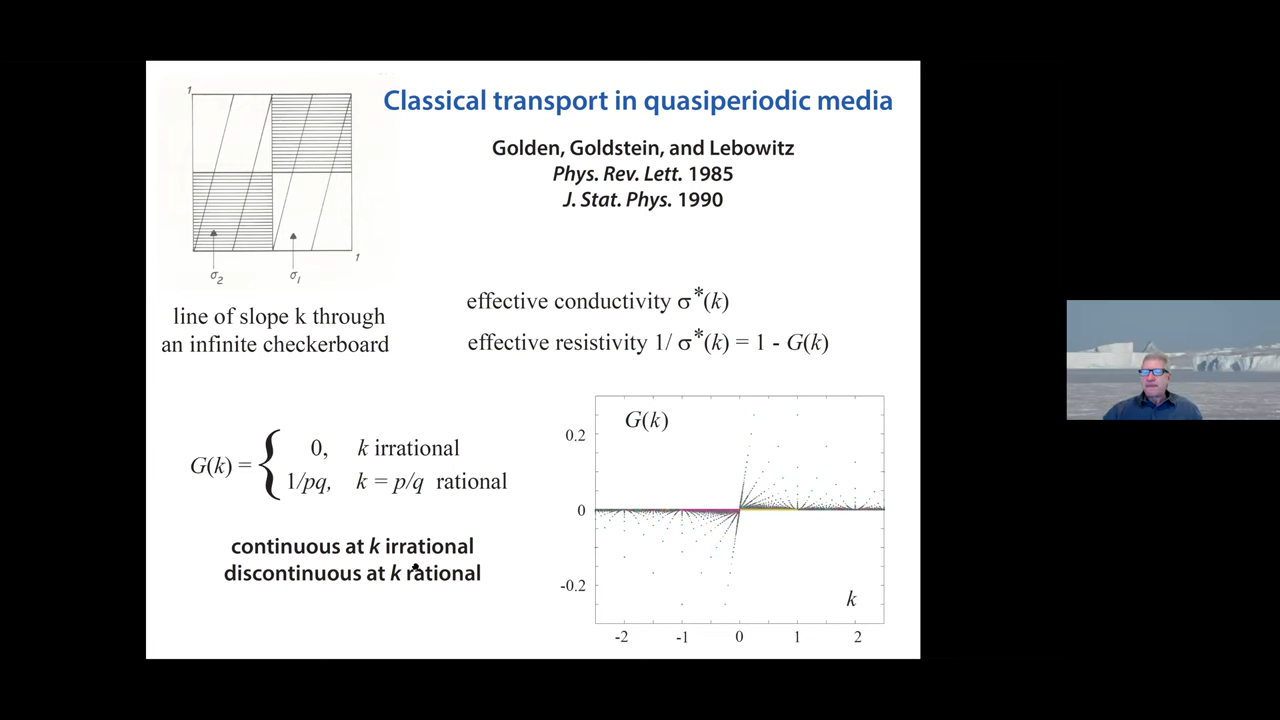 Classical transport in quasiperiodic media
Golden, Goldstein, and Lebowitz
Phys. Rev. Lett. 1985
J. Stat. Phys. 1990
1
1
σ2 σ1
line of slope k through
an infinite checkerboard
effective conductivity σ*(k)
effective resistivity 1/ σ*(k) = 1 - G(k)
G(k) = { 0, k irrational
1/pq, k = p/q rational
continuous at k irrational
discontinuous at k rational
G(k)
0.2
0
-0.2
k
-2 -1 0 1 2